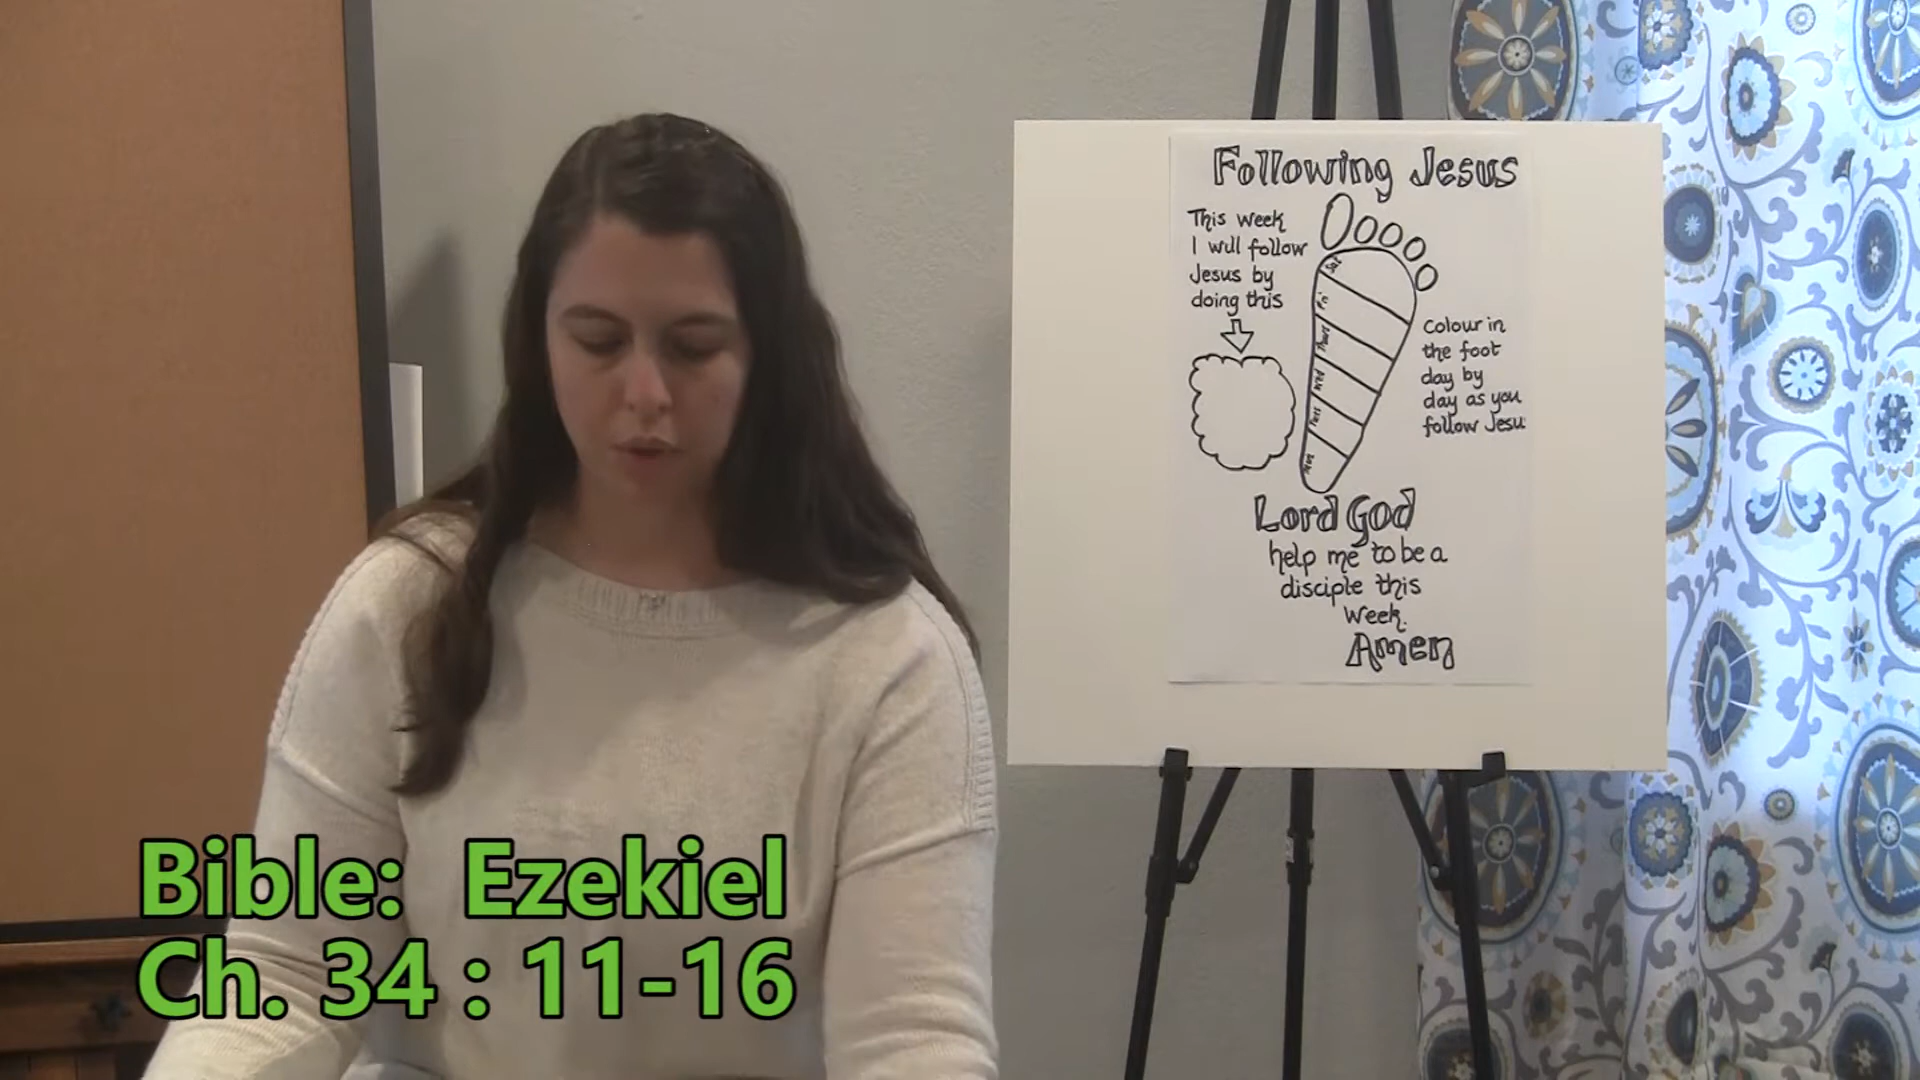 Following Jesus
This week
I will follow
Jesus by
doing this
Colour in
the foot
day by
day as you
follow Jesu
Lord God
help me to be a
disciple this
week.
Amen
Bible: Ezekiel
Ch. 34 : 11-16